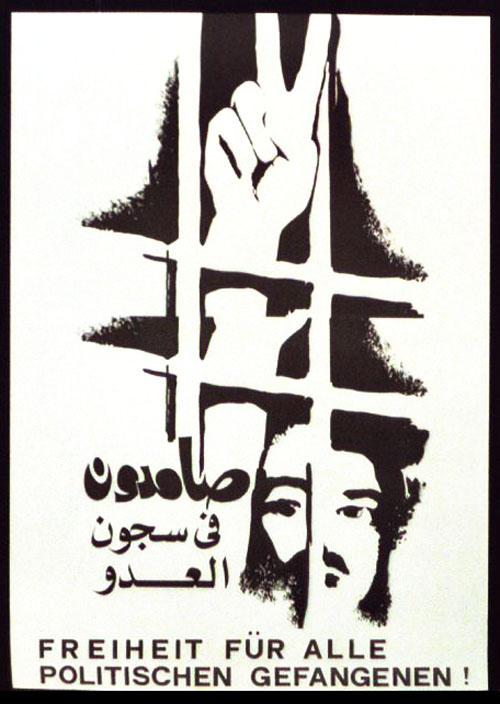 صامدون
في سجون
العدو
FREIHEIT FÜR ALLE
POLITISCHEN GEFANGENEN !